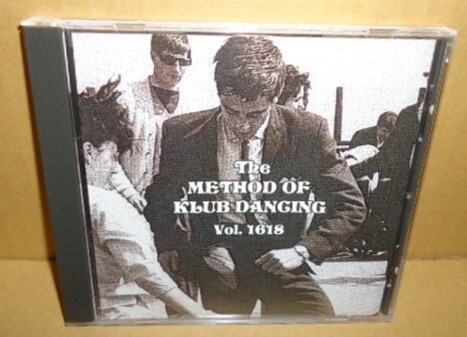 The
METHOD OF
KLUB DANCING
Vol. 1618